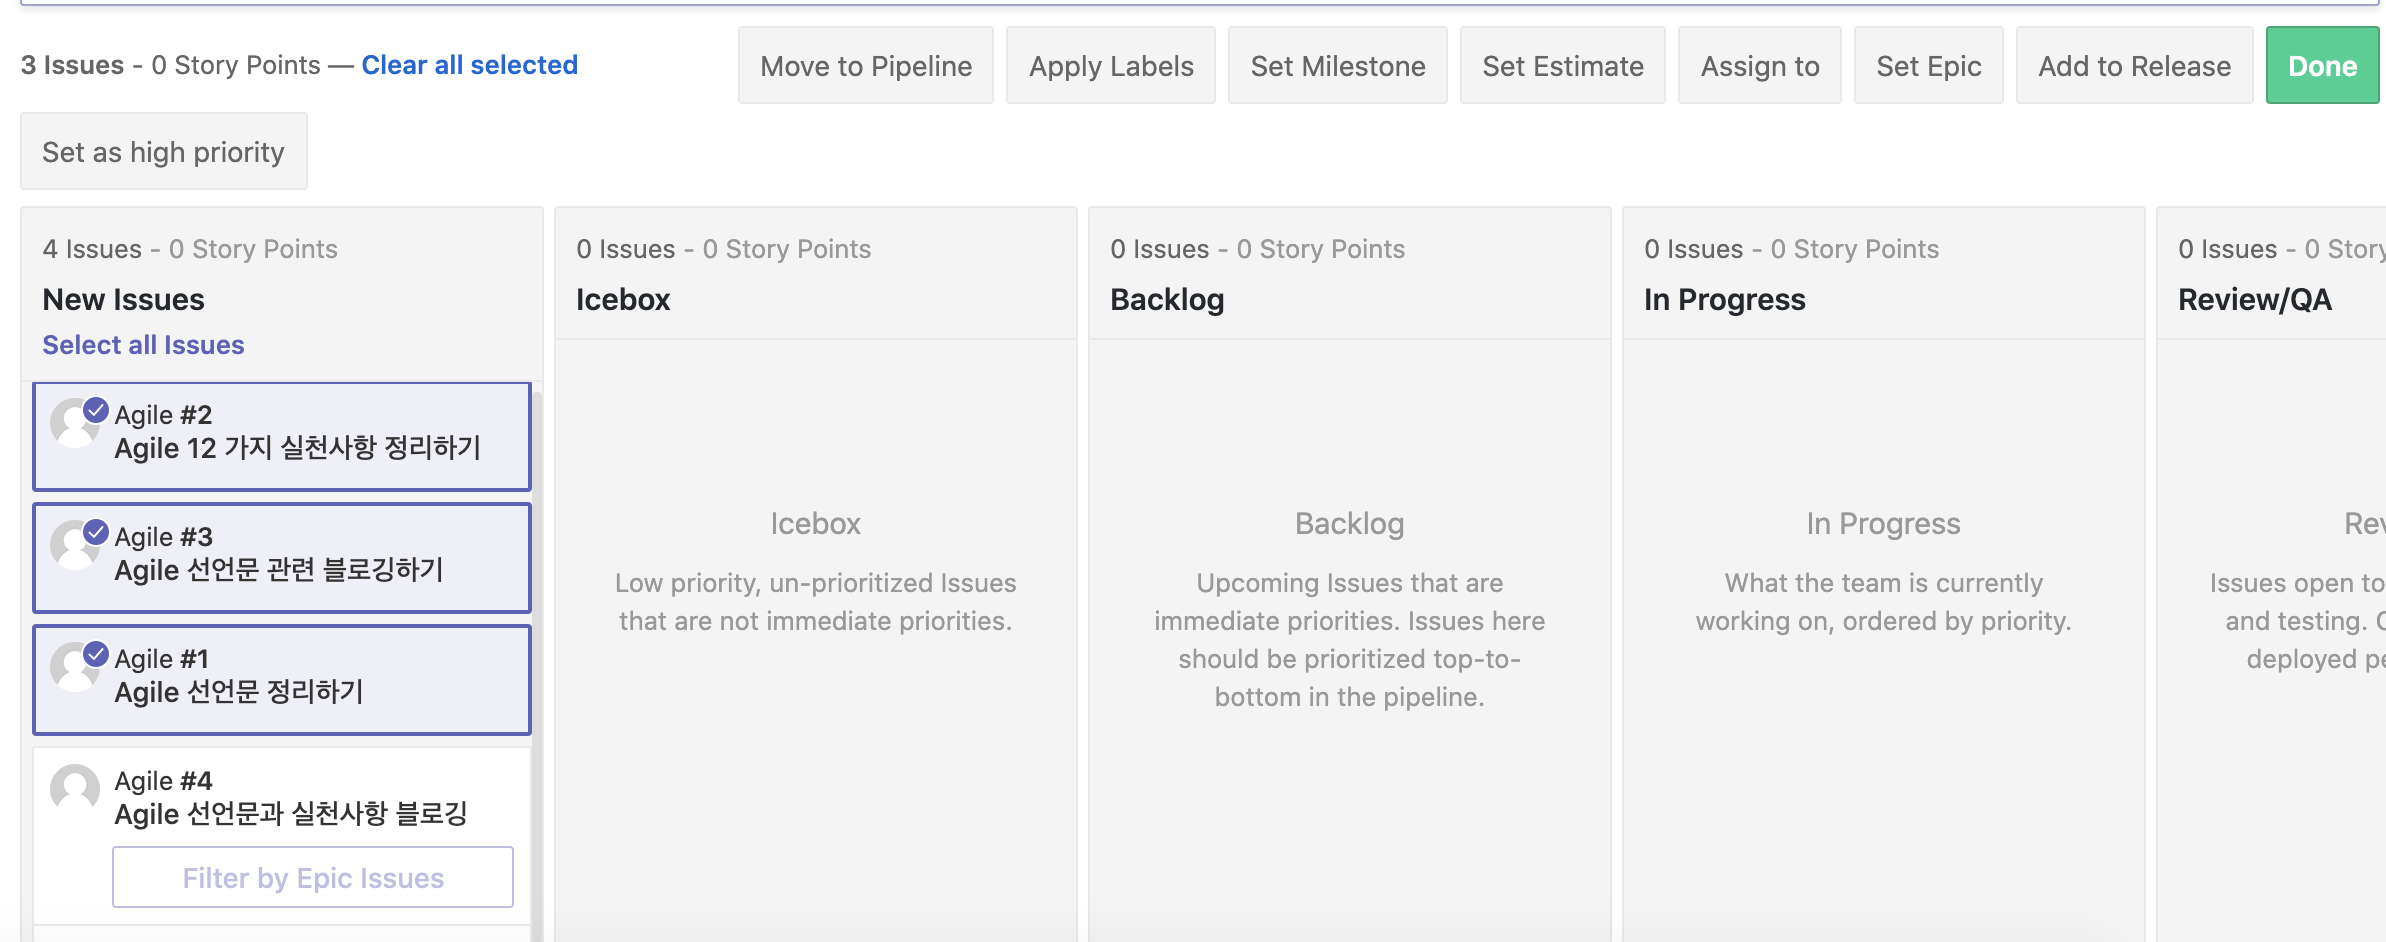 3 Issues - 0 Story Points — Clear all selected
Move to Pipeline
Apply Labels
Set Milestone
Set Estimate
Assign to
Set Epic
Add to Release
Done
Set as high priority
4 Issues - 0 Story Points
New Issues
Select all Issues
Agile #2
Agile 12 가지 실천사항 정리하기
Agile #3
Agile 선언문 관련 블로깅하기
Agile #1
Agile 선언문 정리하기
Agile #4
Agile 선언문과 실천사항 블로깅
Filter by Epic Issues
0 Issues - 0 Story Points
Icebox
Icebox
Low priority, un-prioritized Issues
that are not immediate priorities.
0 Issues - 0 Story Points
Backlog
Backlog
Upcoming Issues that are
immediate priorities. Issues here
should be prioritized top-to-
bottom in the pipeline.
0 Issues - 0 Story Points
In Progress
In Progress
What the team is currently
working on, ordered by priority.
0 Issues - 0 Story
Review/QA
Issues open to
and testing.
deployed